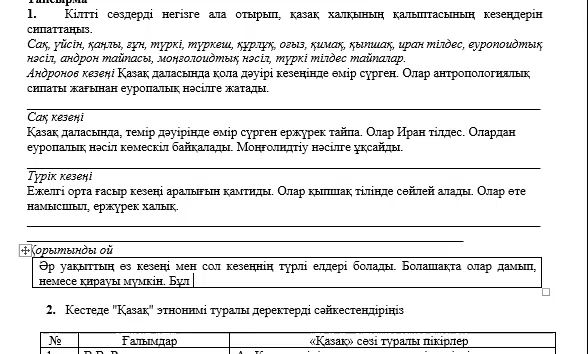 Тапсырма
1. Кілтті сөздерді негізге ала отырып, қазақ халқының қалыптасының кезеңдерін
сипаттаңыз.
Сақ, үйсін, қаңлы, ғұн, түркі, түркеш, құрлұқ, оғыз, қимақ, қыпшақ, иран тілдес, еуропоидтық
нәсіл, андрон тайпасы, моңғолоидтық нәсіл, түркі тілдес тайпалар.
Андронов кезеңі Қазақ даласында қола дәуірі кезеңінде өмір сүрген. Олар антропологиялық
сипаты жағынан еуропалық нәсілге жатады.
Сақ кезеңі
Қазақ даласында, темір дәуірінде өмір сүрген ержүрек тайпа. Олар Иран тілдес. Олардан
еуропалық нәсіл көмескіл байқалады. Моңғолидтіу нәсілге ұқсайды.
Түрік кезеңі
Ежелгі орта ғасыр кезеңі аралығын қамтиды. Олар қыпшақ тілінде сөйлей алады. Олар өте
намысшыл, ержүрек халық.
Қорытынды ой
Әр уақыттың өз кезеңі мен сол кезеңнің түрлі елдері болады. Болашақта олар дамып,
немесе қирауы мүмкін. Бұл
2. Кестеде "Қазақ" этнонимі туралы деректерді сәйкестендіріңіз
№ Ғалымдар «Қазақ» сөзі туралы пікірлер